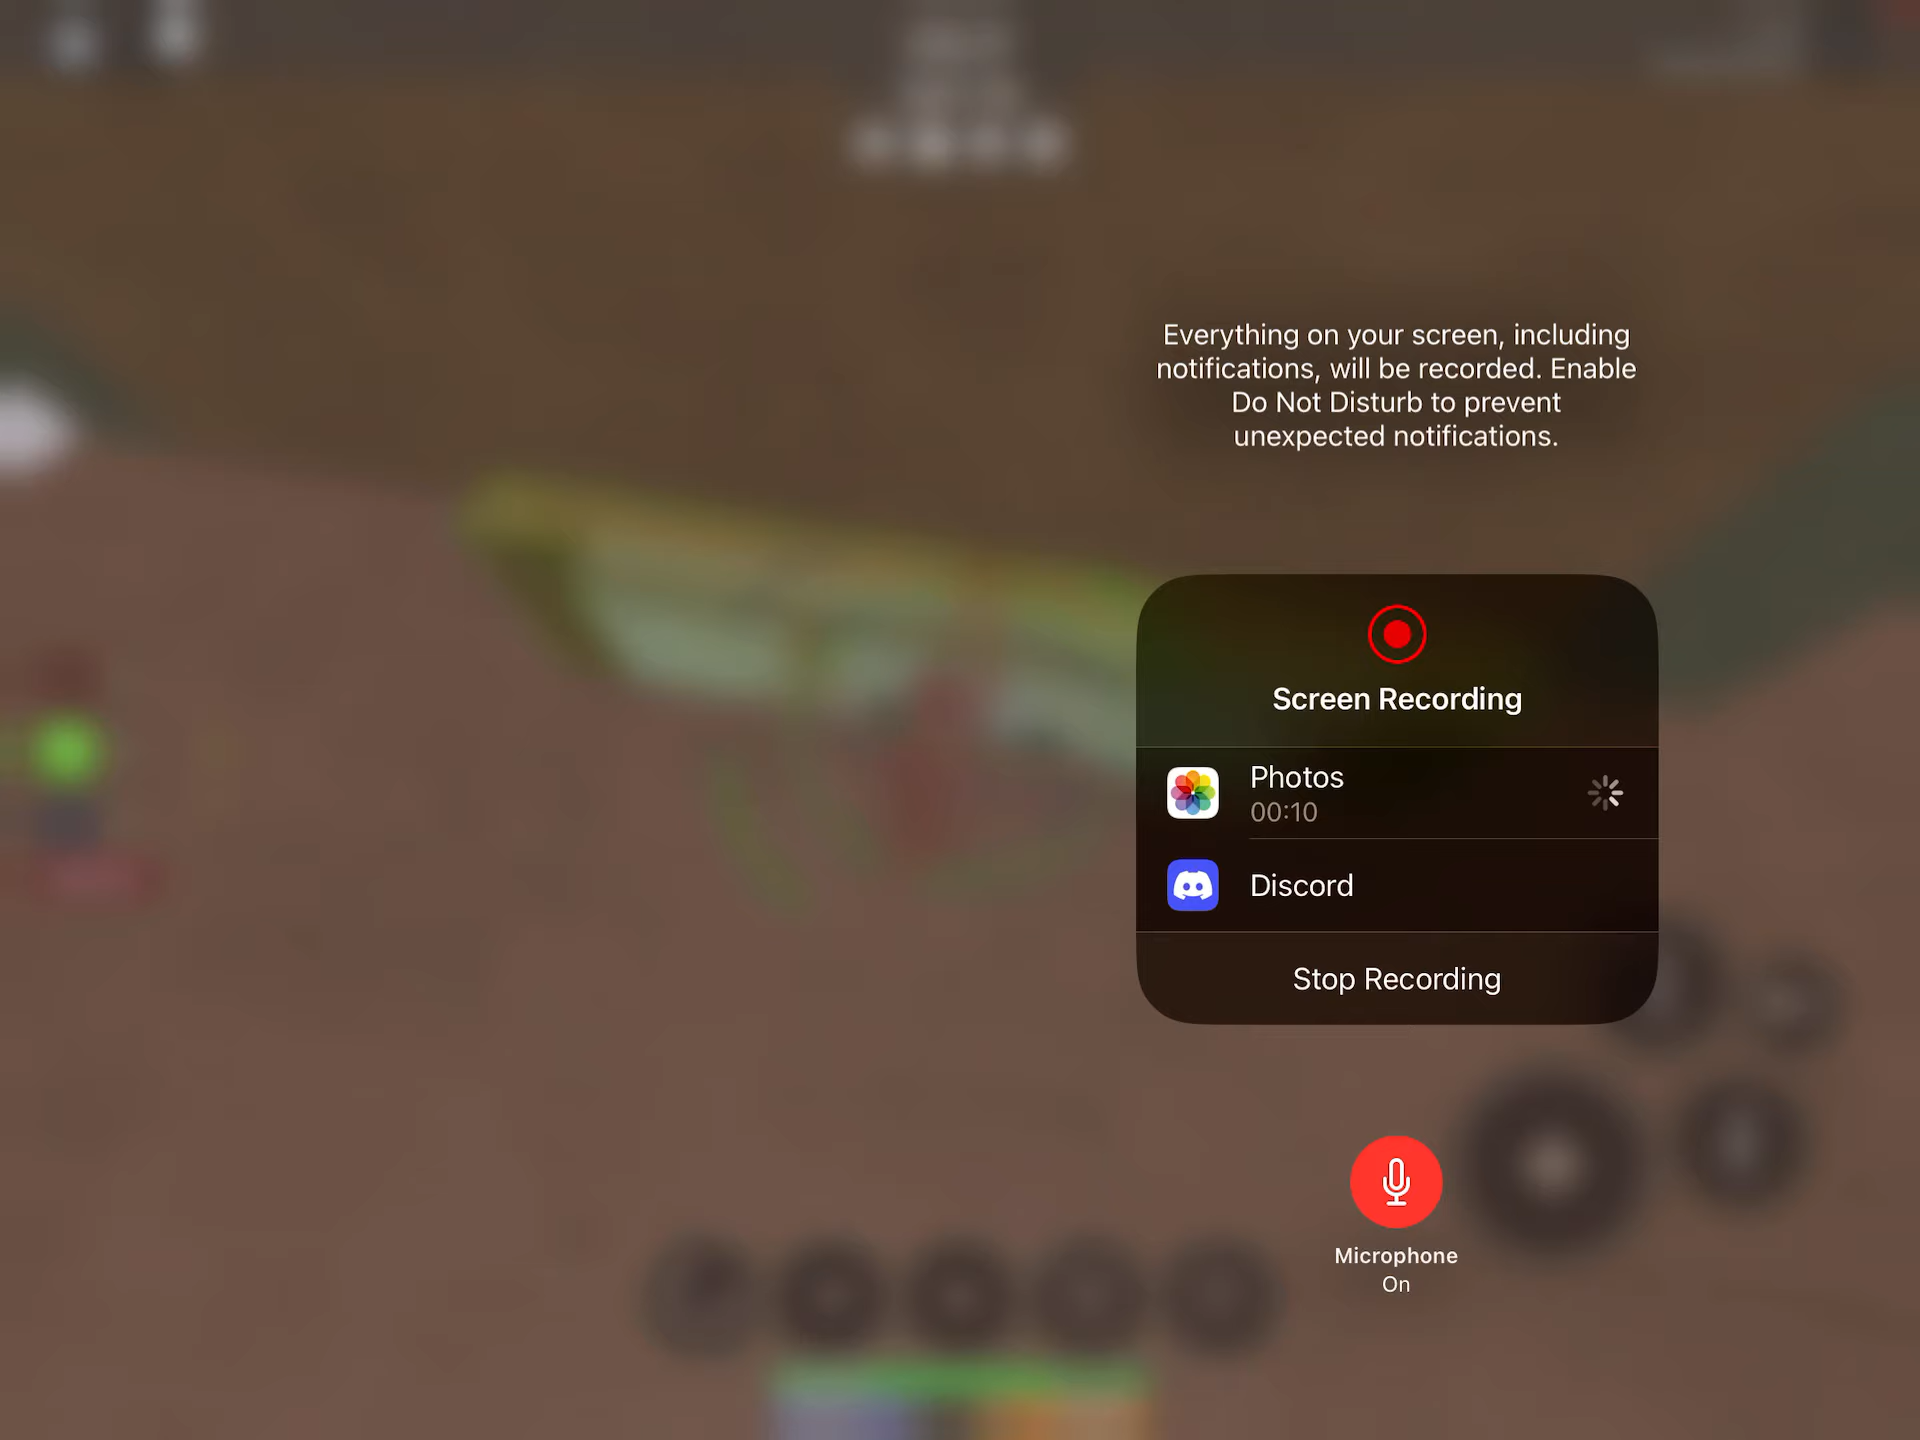 Everything on your screen, including
notifications, will be recorded. Enable
Do Not Disturb to prevent
unexpected notifications.
Screen Recording
Photos
00:10
Discord
Stop Recording
Microphone
On